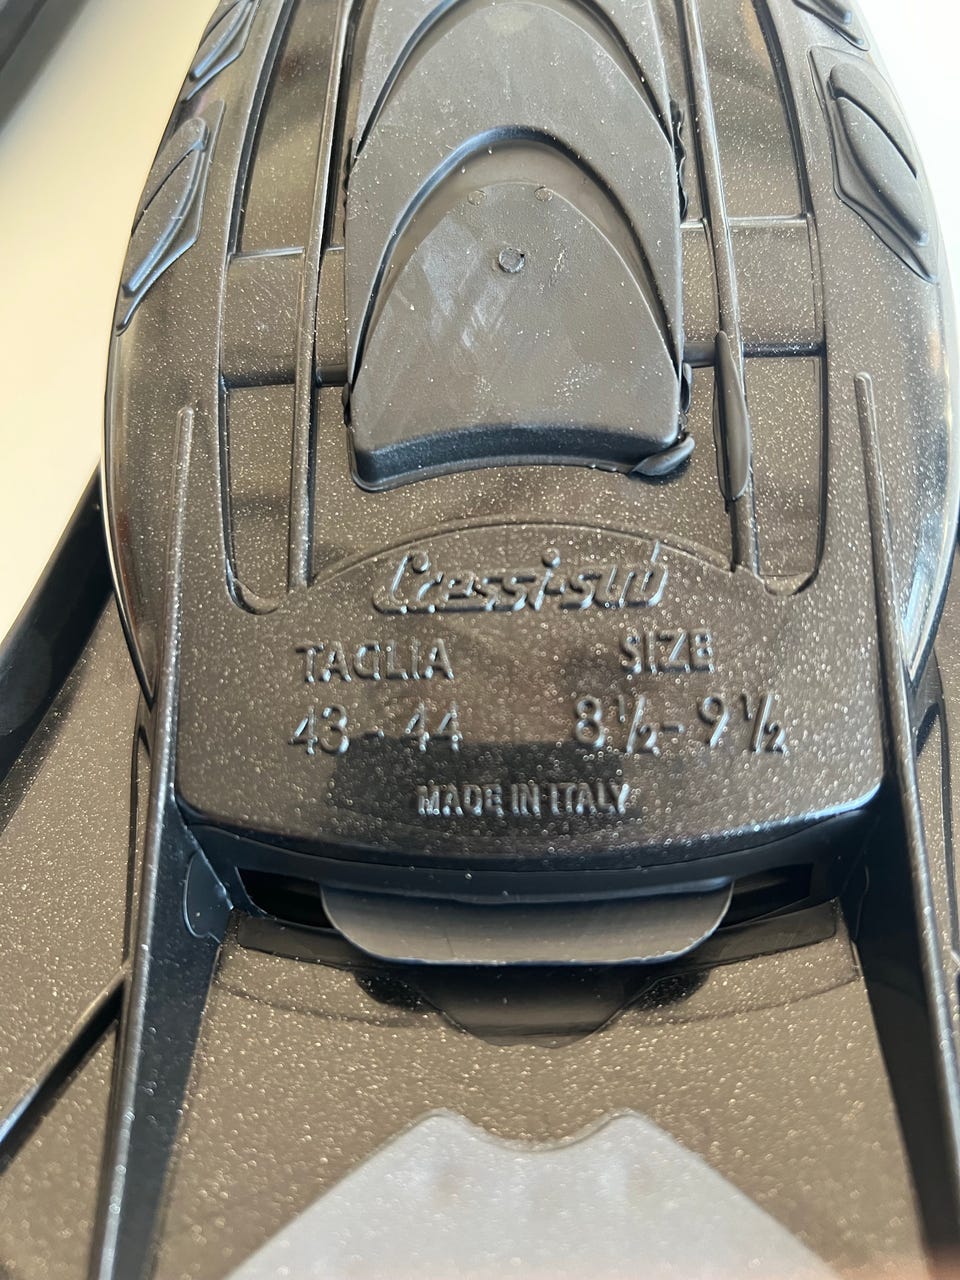 Cressi-sub
TAGLIA SIZE
43-44 8½-9½
MADE IN ITALY